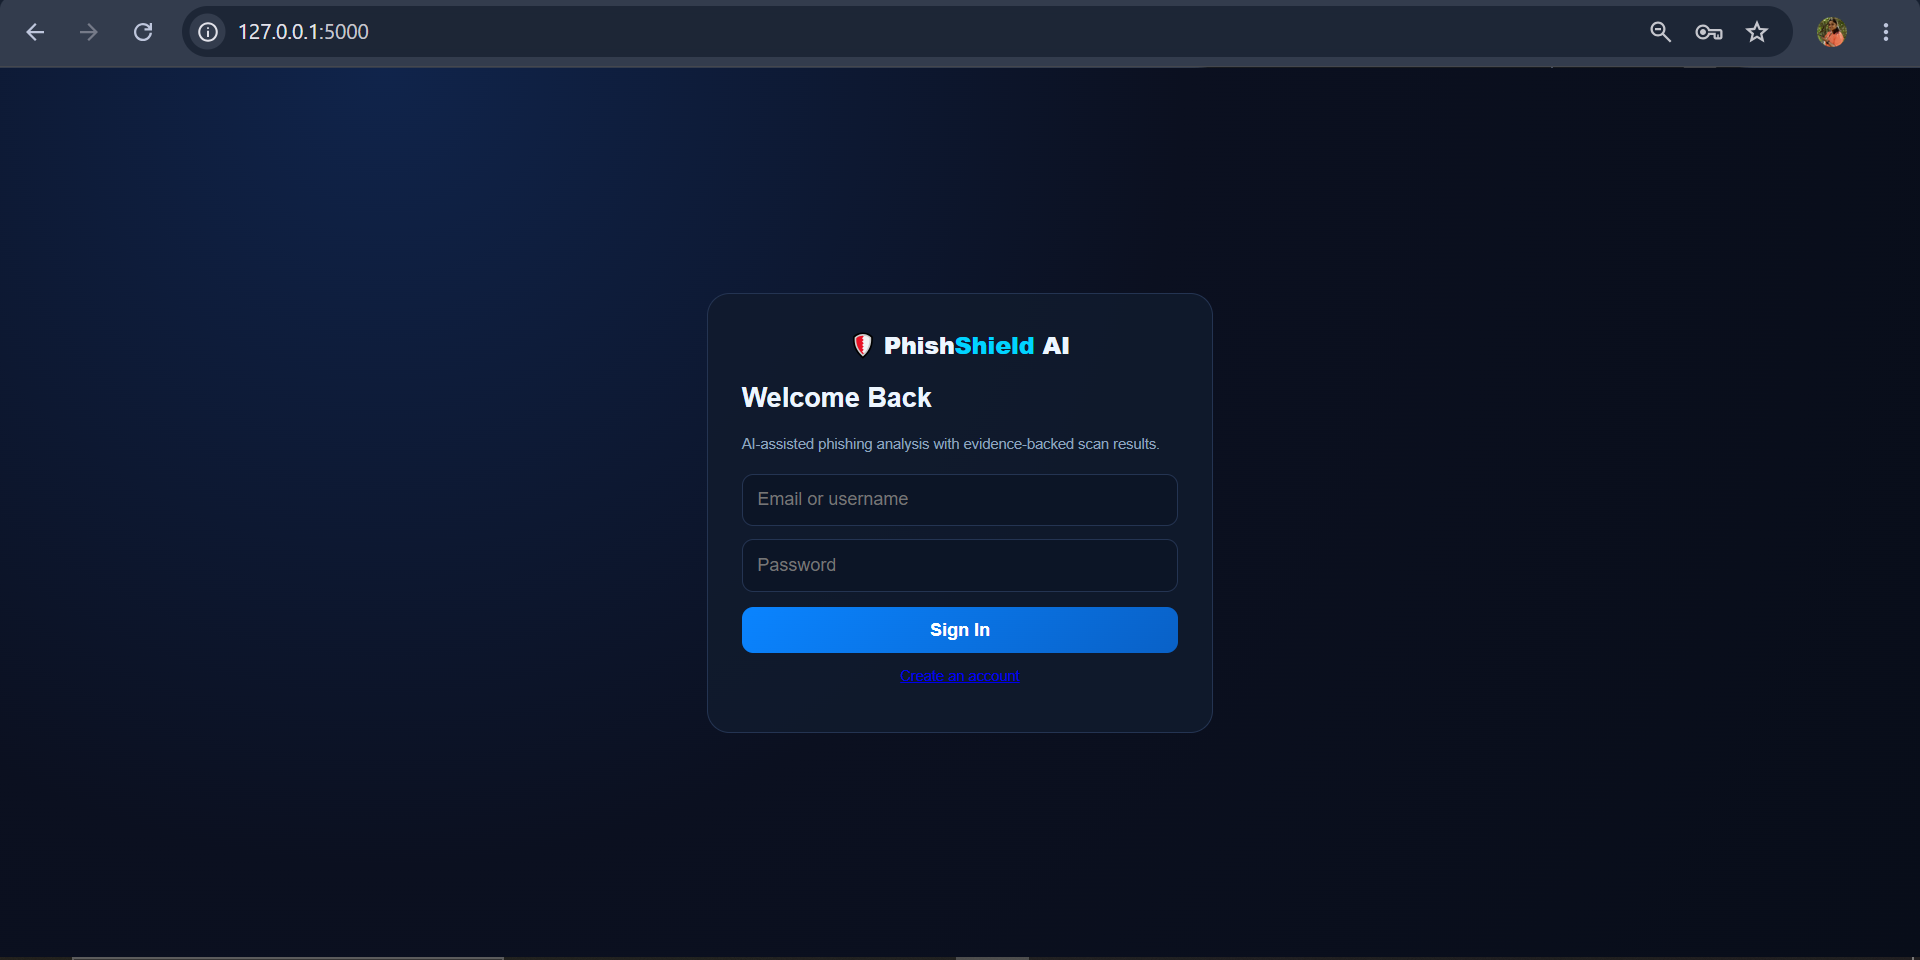 127.0.0.1:5000
PhishShield AI
Welcome Back
AI-assisted phishing analysis with evidence-backed scan results.
Email or username
Password
Sign In
Create an account